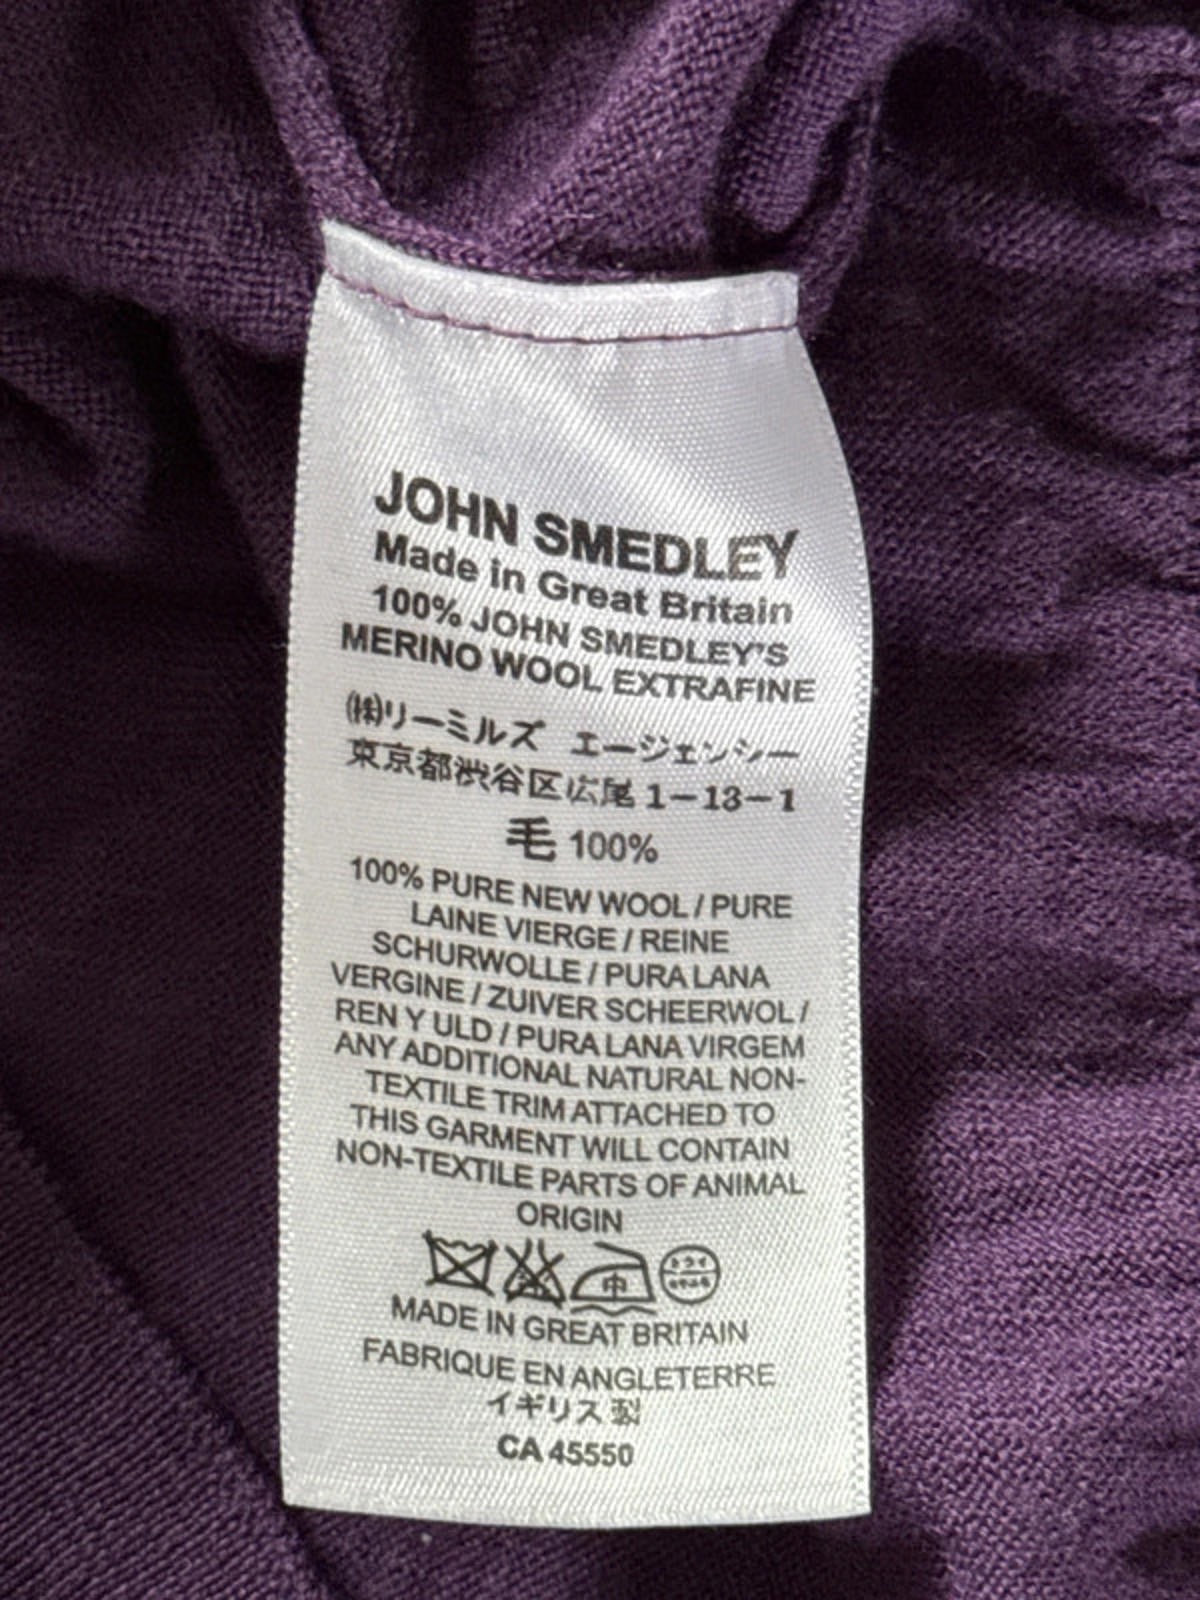 JOHN SMEDLEY
Made in Great Britain
100% JOHN SMEDLEY'S
MERINO WOOL EXTRAFINE
㈱リーミルズ エージェンシー
東京都渋谷区広尾1-13-1
毛 100%
100% PURE NEW WOOL / PURE
LAINE VIERGE / REINE
SCHURWOLLE / PURA LANA
VERGINE / ZUIVER SCHEERWOL /
REN Y ULD / PURA LANA VIRGEM
ANY ADDITIONAL NATURAL NON-
TEXTILE TRIM ATTACHED TO
THIS GARMENT WILL CONTAIN
NON-TEXTILE PARTS OF ANIMAL
ORIGIN
中
MADE IN GREAT BRITAIN
FABRIQUE EN ANGLETERRE
イギリス製
CA 45550